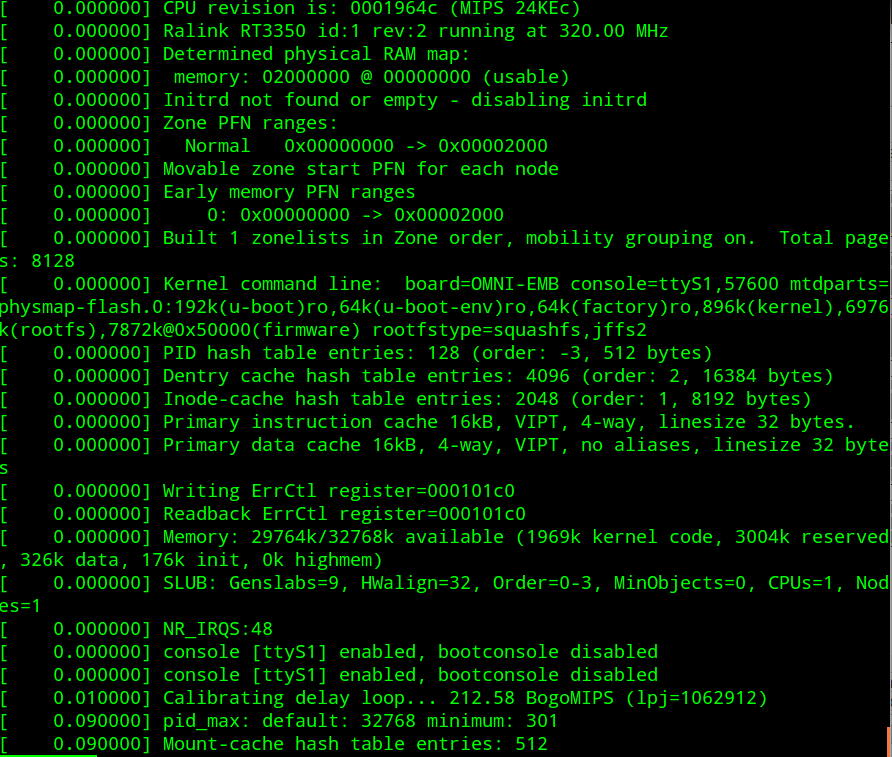 [    0.000000] CPU revision is: 0001964c (MIPS 24KEc)
[    0.000000] Ralink RT3350 id:1 rev:2 running at 320.00 MHz
[    0.000000] Determined physical RAM map:
[    0.000000]  memory: 02000000 @ 00000000 (usable)
[    0.000000] Initrd not found or empty - disabling initrd
[    0.000000] Zone PFN ranges:
[    0.000000]   Normal   0x00000000 -> 0x00002000
[    0.000000] Movable zone start PFN for each node
[    0.000000] Early memory PFN ranges
[    0.000000]     0: 0x00000000 -> 0x00002000
[    0.000000] Built 1 zonelists in Zone order, mobility grouping on.  Total page
s: 8128
[    0.000000] Kernel command line:  board=OMNI-EMB console=ttyS1,57600 mtdparts=
physmap-flash.0:192k(u-boot)ro,64k(u-boot-env)ro,64k(factory)ro,896k(kernel),6976
k(rootfs),7872k@0x50000(firmware) rootfstype=squashfs,jffs2
[    0.000000] PID hash table entries: 128 (order: -3, 512 bytes)
[    0.000000] Dentry cache hash table entries: 4096 (order: 2, 16384 bytes)
[    0.000000] Inode-cache hash table entries: 2048 (order: 1, 8192 bytes)
[    0.000000] Primary instruction cache 16kB, VIPT, 4-way, linesize 32 bytes.
[    0.000000] Primary data cache 16kB, 4-way, VIPT, no aliases, linesize 32 byte
s
[    0.000000] Writing ErrCtl register=000101c0
[    0.000000] Readback ErrCtl register=000101c0
[    0.000000] Memory: 29764k/32768k available (1969k kernel code, 3004k reserved
, 326k data, 176k init, 0k highmem)
[    0.000000] SLUB: Genslabs=9, HWalign=32, Order=0-3, MinObjects=0, CPUs=1, Nod
es=1
[    0.000000] NR_IRQS:48
[    0.000000] console [ttyS1] enabled, bootconsole disabled
[    0.000000] console [ttyS1] enabled, bootconsole disabled
[    0.010000] Calibrating delay loop... 212.58 BogoMIPS (lpj=1062912)
[    0.090000] pid_max: default: 32768 minimum: 301
[    0.090000] Mount-cache hash table entries: 512